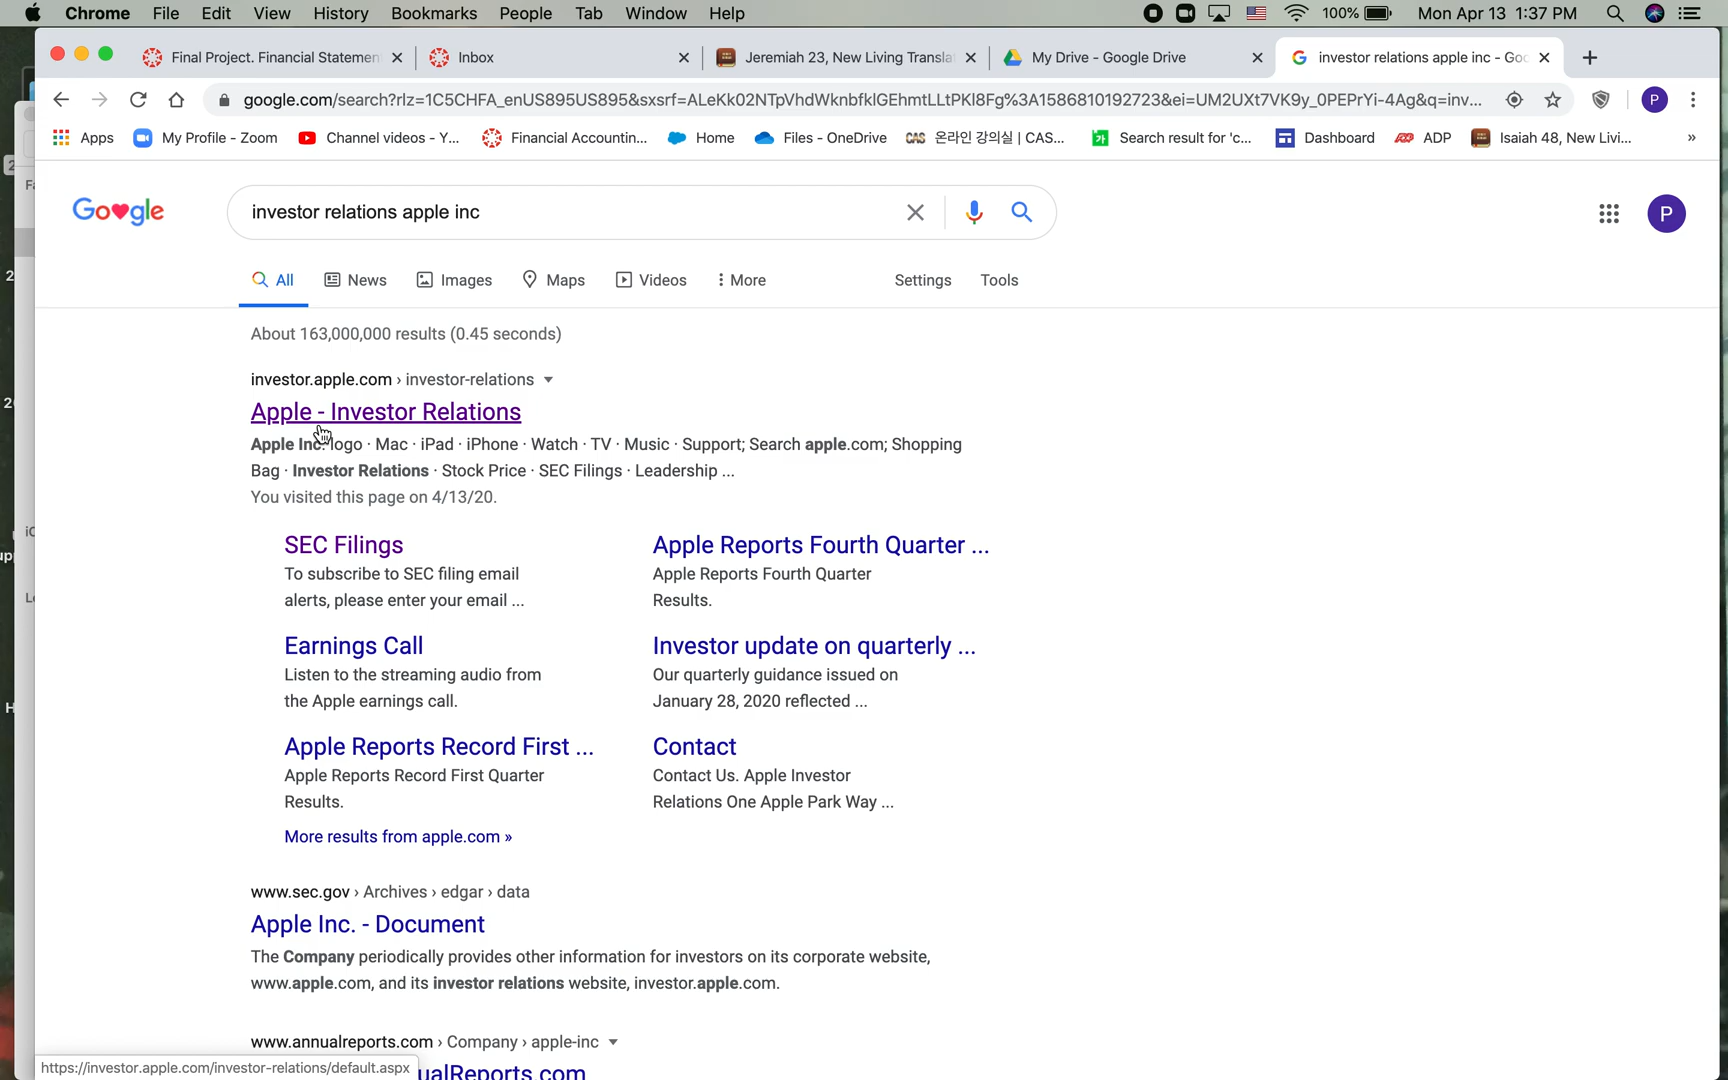 Chrome File Edit View History Bookmarks People Tab Window Help 100% Mon Apr 13 1:37 PM
Final Project. Financial Statemen Inbox Jeremiah 23, New Living Transla My Drive - Google Drive investor relations apple inc - Goo
google.com/search?rlz=1C5CHFA_enUS895US895&sxsrf=ALeKk02NTpVhdWknbfklGEhmtLLtPKl8Fg%3A1586810192723&ei=UM2UXt7VK9y_0PEPrYi-4Ag&q=inv... P
Apps My Profile - Zoom Channel videos - Y... Financial Accountin... Home Files - OneDrive CAS 온라인 강의실 | CAS... Search result for 'c... Dashboard ADP Isaiah 48, New Livi... »
Google investor relations apple inc P
All News Images Maps Videos More Settings Tools
About 163,000,000 results (0.45 seconds)
investor.apple.com › investor-relations
Apple - Investor Relations
Apple Inc. logo · Mac · iPad · iPhone · Watch · TV · Music · Support; Search apple.com; Shopping
Bag · Investor Relations · Stock Price · SEC Filings · Leadership ...
You visited this page on 4/13/20.
SEC Filings
To subscribe to SEC filing email
alerts, please enter your email ...
Apple Reports Fourth Quarter ...
Apple Reports Fourth Quarter
Results.
Earnings Call
Listen to the streaming audio from
the Apple earnings call.
Investor update on quarterly ...
Our quarterly guidance issued on
January 28, 2020 reflected ...
Apple Reports Record First ...
Apple Reports Record First Quarter
Results.
Contact
Contact Us. Apple Investor
Relations One Apple Park Way ...
More results from apple.com »
www.sec.gov › Archives › edgar › data
Apple Inc. - Document
The Company periodically provides other information for investors on its corporate website,
www.apple.com, and its investor relations website, investor.apple.com.
www.annualreports.com › Company › apple-inc
ualReports.com
https://investor.apple.com/investor-relations/default.aspx